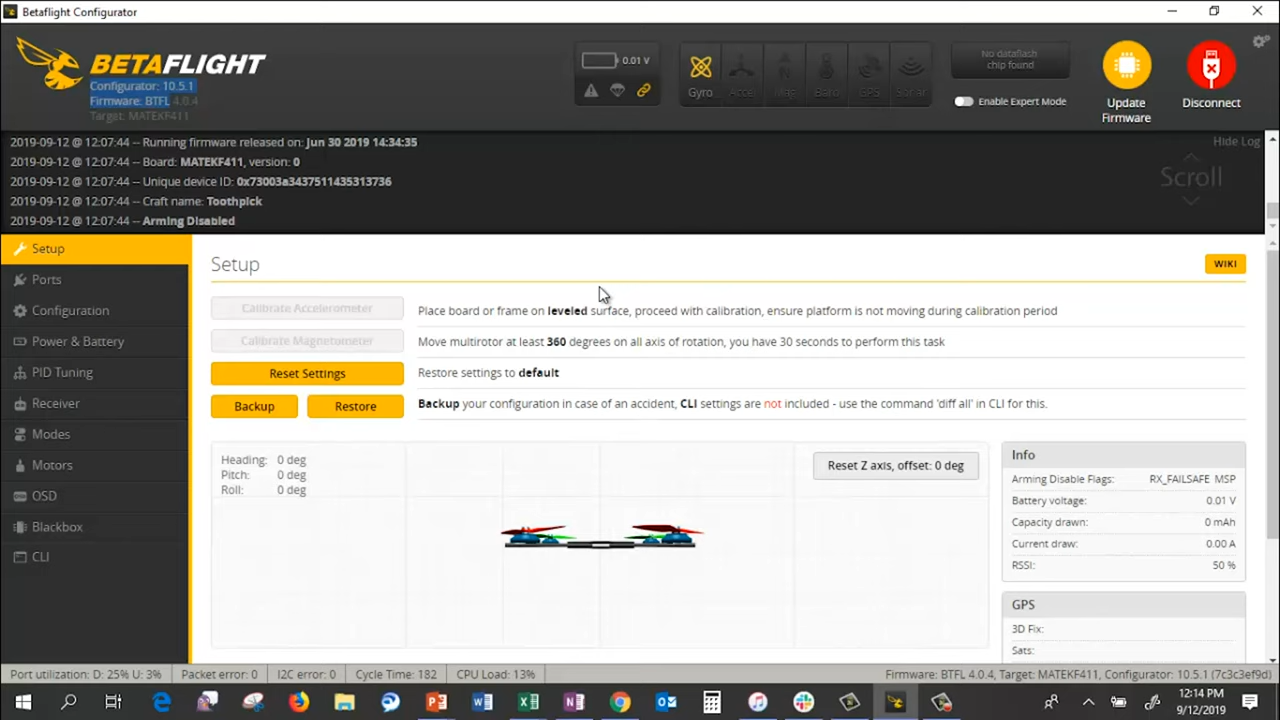 Betaflight Configurator
BETAFLIGHT
Configurator: 10.5.1
Firmware: BTFL 4.0.4
Target: MATEKF411
0.01 V
Gyro
Accel
Mag
Baro
GPS
Sonar
No dataflash
chip found
Enable Expert Mode
Update
Firmware
Disconnect
2019-09-12 @ 12:07:44 -- Running firmware released on: Jun 30 2019 14:34:35
Hide Log
2019-09-12 @ 12:07:44 -- Board: MATEKF411, version: 0
2019-09-12 @ 12:07:44 -- Unique device ID: 0x73003a3437511435313736
Scroll
2019-09-12 @ 12:07:44 -- Craft name: Toothpick
2019-09-12 @ 12:07:44 -- Arming Disabled
Setup
Ports
Configuration
Power & Battery
PID Tuning
Receiver
Modes
Motors
OSD
Blackbox
CLI
Setup
WIKI
Calibrate Accelerometer
Place board or frame on leveled surface, proceed with calibration, ensure platform is not moving during calibration period
Calibrate Magnetometer
Move multirotor at least 360 degrees on all axis of rotation, you have 30 seconds to perform this task
Reset Settings
Restore settings to default
Backup
Restore
Backup your configuration in case of an accident, CLI settings are not included - use the command 'diff all' in CLI for this.
Heading: 0 deg
Pitch: 0 deg
Roll: 0 deg
Reset Z axis, offset: 0 deg
Info
Arming Disable Flags: RX_FAILSAFE MSP
Battery voltage: 0.01 V
Capacity drawn: 0 mAh
Current draw: 0.00 A
RSSI: 50 %
GPS
3D Fix:
Sats:
Port utilization: D: 25% U: 3%
Packet error: 0
I2C error: 0
Cycle Time: 182
CPU Load: 13%
Firmware: BTFL 4.0.4, Target: MATEKF411, Configurator: 10.5.1 (7c3c3ef9d)
12:14 PM
9/12/2019